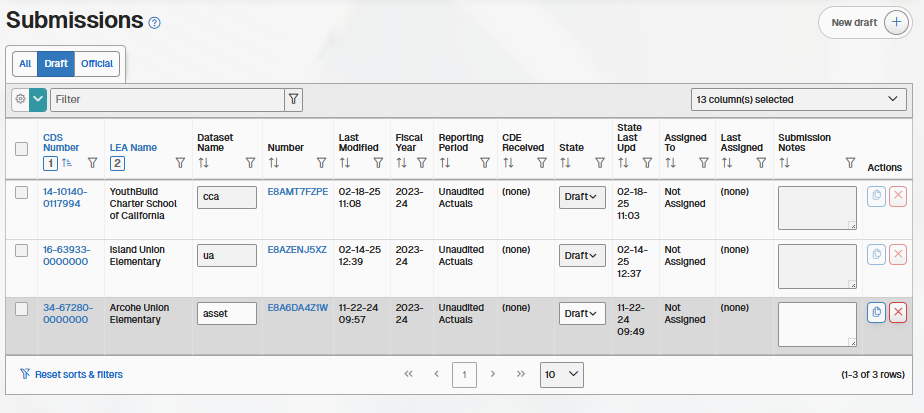 Submissions ?
New draft +
All Draft Official
Filter
13 column(s) selected
CDS Number 1
LEA Name 2
Dataset Name
Number
Last Modified
Fiscal Year
Reporting Period
CDE Received
State
State Last Upd
Assigned To
Last Assigned
Submission Notes
Actions
14-10140-0117994
YouthBuild Charter School of California
cca
E8AMT7FZPE
02-18-25 11:08
2023-24
Unaudited Actuals
(none)
Draft
02-18-25 11:03
Not Assigned
(none)
16-63933-0000000
Island Union Elementary
ua
E8AZENJ5XZ
02-14-25 12:39
2023-24
Unaudited Actuals
(none)
Draft
02-14-25 12:37
Not Assigned
(none)
34-67280-0000000
Arcohe Union Elementary
asset
E8A6DA4Z1W
11-22-24 09:57
2023-24
Unaudited Actuals
(none)
Draft
11-22-24 09:49
Not Assigned
(none)
Reset sorts & filters
1
10
(1-3 of 3 rows)